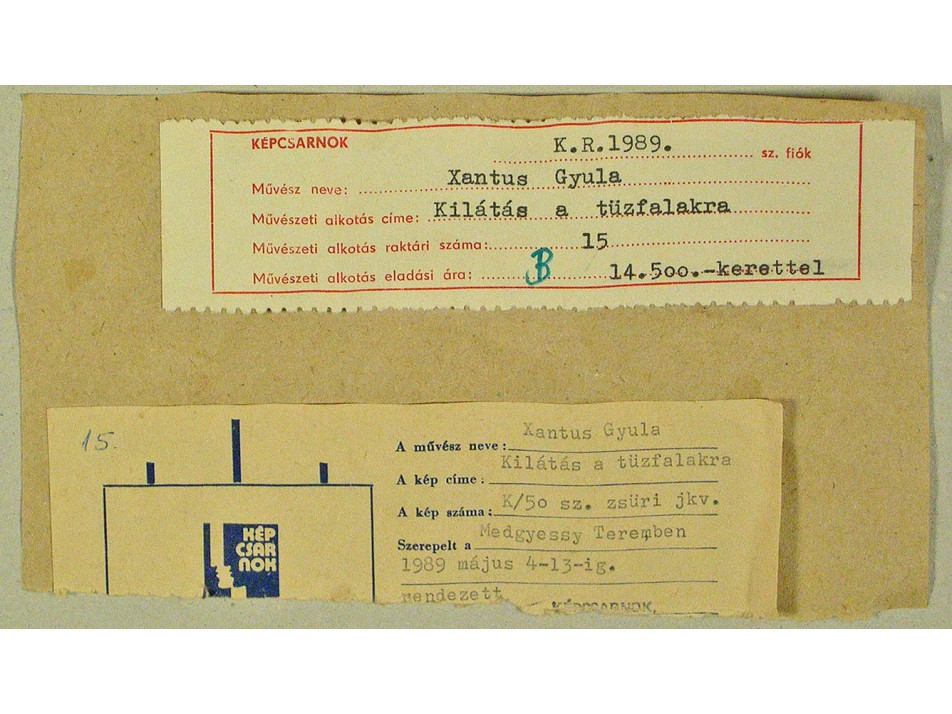 KÉPCSARNOK
K.R.1989. sz. fiók
Művész neve: Xantus Gyula
Művészeti alkotás címe: Kilátás a tüzfalakra
Művészeti alkotás raktári száma: 15
Művészeti alkotás eladási ára: B 14.5oo.-kerettel
15.
KÉP
CSAR
NOK
A művész neve: Xantus Gyula
A kép címe: Kilátás a tüzfalakra
A kép száma: K/5o sz. zsüri jkv.
Szerepelt a Medgyessy Teremben
1989 május 4-13-ig.
rendezett
KÉPCSARNOK